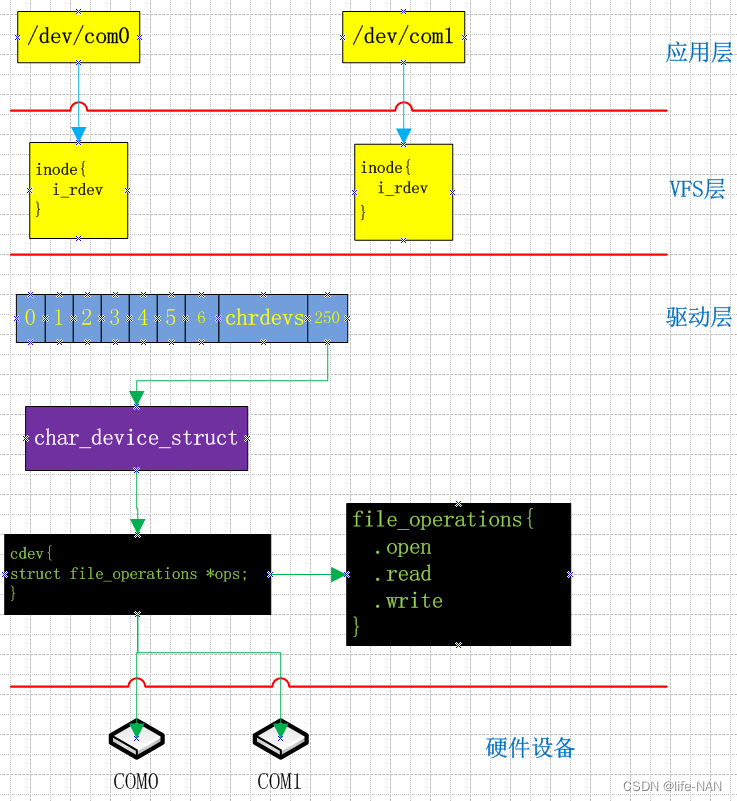 /dev/com0
/dev/com1
应用层
inode{
i_rdev
}
inode{
i_rdev
}
VFS层
0 1 2 3 4 5 6 chrdevs 250
驱动层
char_device_struct
cdev{
struct file_operations *ops;
}
file_operations{
.open
.read
.write
}
硬件设备
COM0
COM1
CSDN @life-NAN